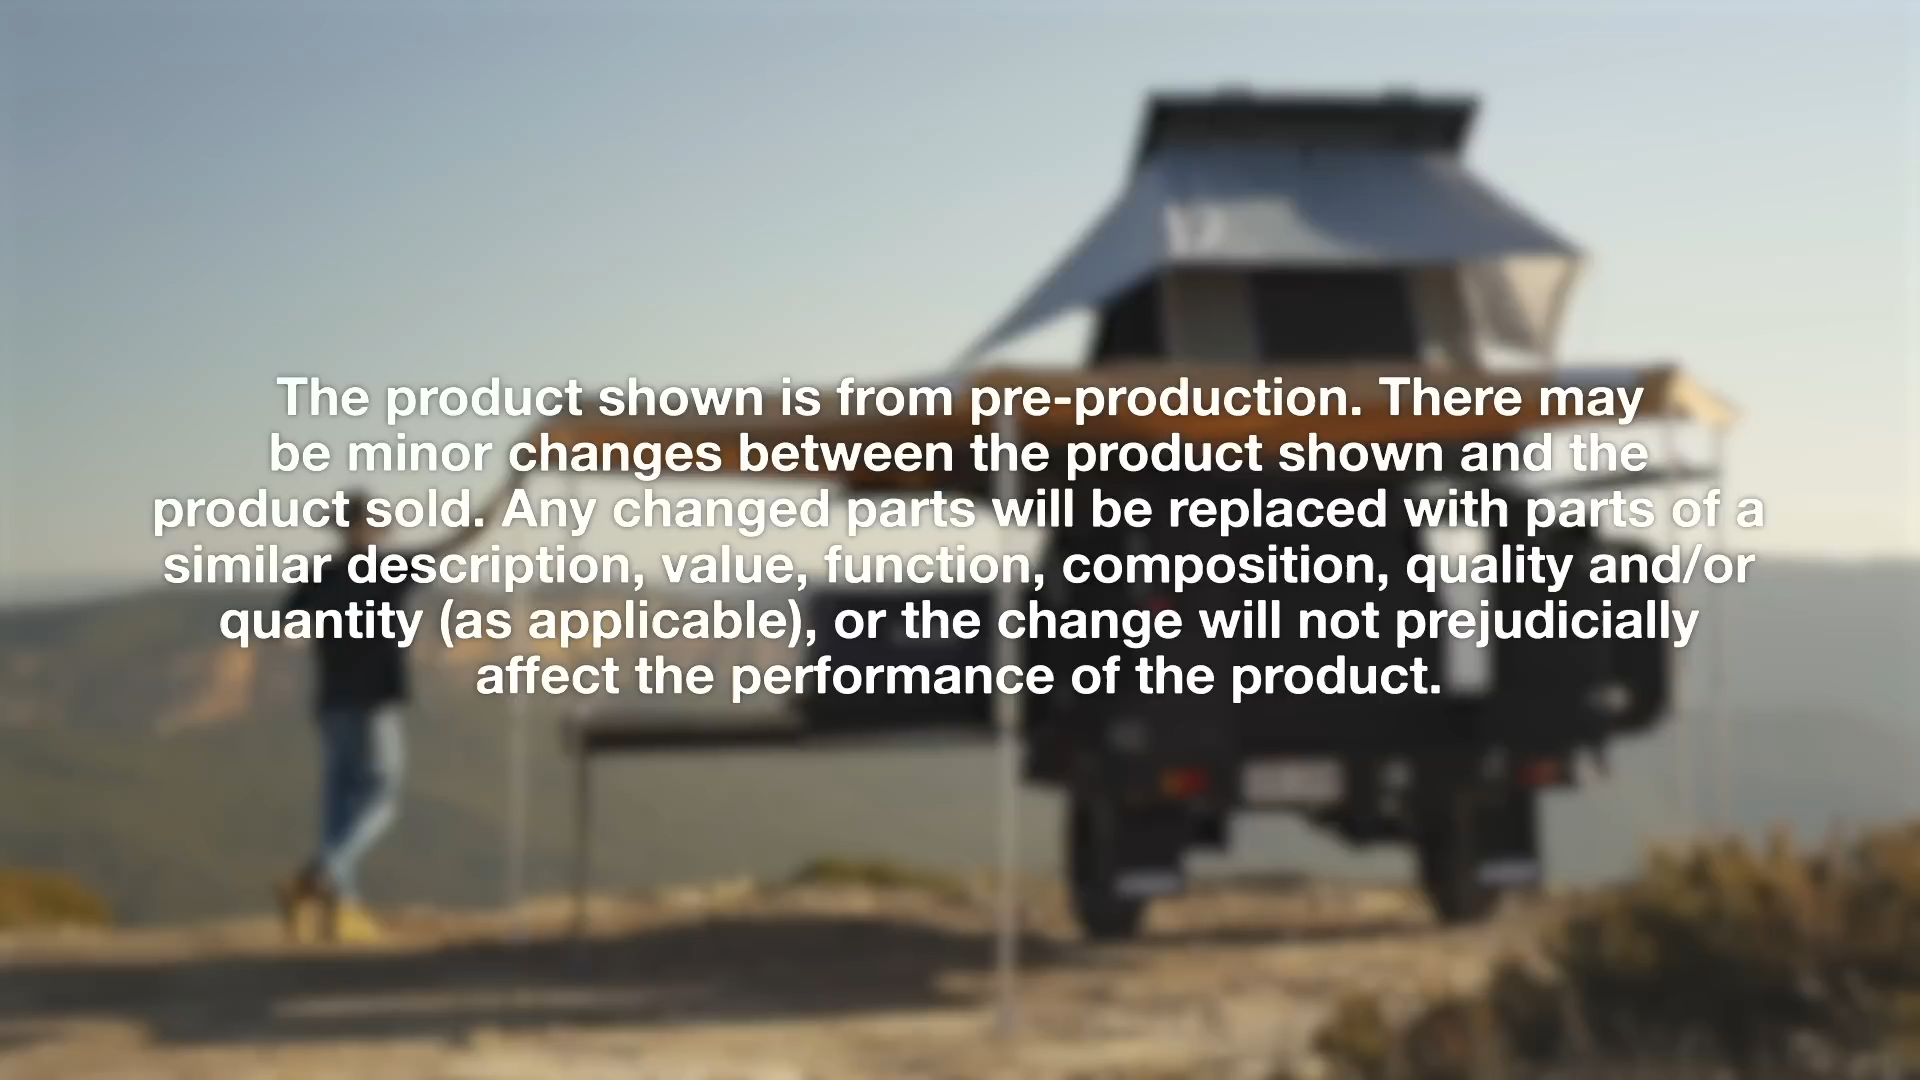 The product shown is from pre-production. There may
be minor changes between the product shown and the
product sold. Any changed parts will be replaced with parts of a
similar description, value, function, composition, quality and/or
quantity (as applicable), or the change will not prejudicially
affect the performance of the product.